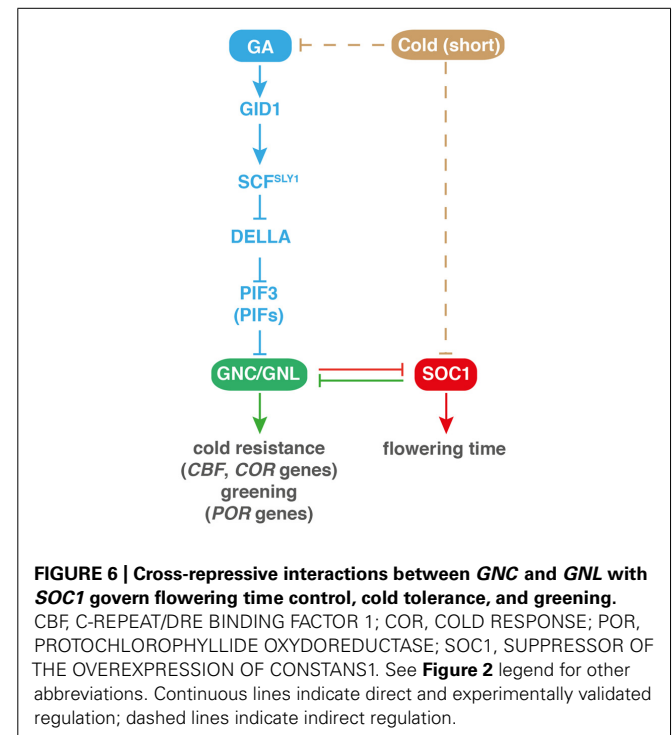 GA
Cold (short)
GID1
SCFSLY1
DELLA
PIF3
(PIFs)
GNC/GNL
SOC1
cold resistance
(CBF, COR genes)
greening
(POR genes)
flowering time
FIGURE 6 | Cross-repressive interactions between GNC and GNL with
SOC1 govern flowering time control, cold tolerance, and greening.
CBF, C-REPEAT/DRE BINDING FACTOR 1; COR, COLD RESPONSE; POR,
PROTOCHLOROPHYLLIDE OXYDOREDUCTASE; SOC1, SUPPRESSOR OF
THE OVEREXPRESSION OF CONSTANS1. See Figure 2 legend for other
abbreviations. Continuous lines indicate direct and experimentally validated
regulation; dashed lines indicate indirect regulation.